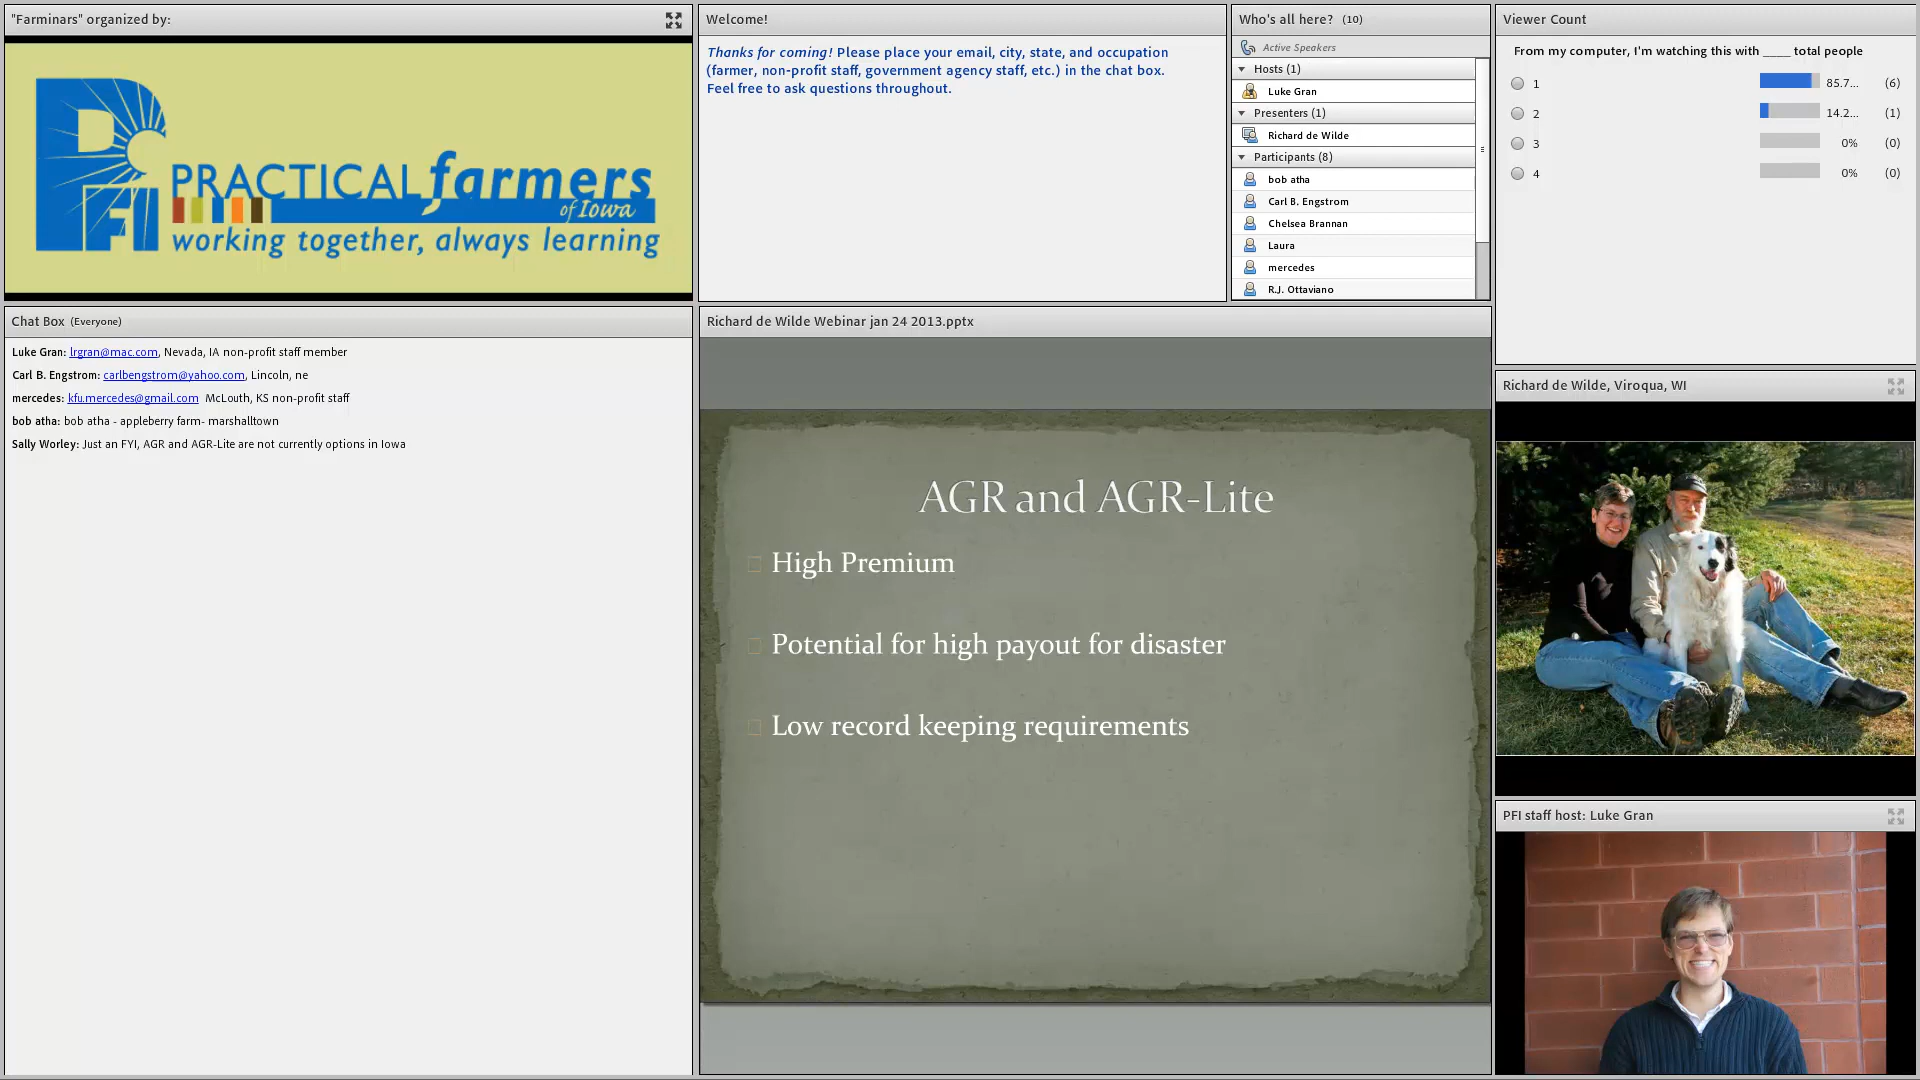 "Farminars" organized by:
PFI
PRACTICAL farmers
of Iowa
working together, always learning
Welcome!
Thanks for coming! Please place your email, city, state, and occupation
(farmer, non-profit staff, government agency staff, etc.) in the chat box.
Feel free to ask questions throughout.
Who's all here? (10)
Active Speakers
Hosts (1)
Luke Gran
Presenters (1)
Richard de Wilde
Participants (8)
bob atha
Carl B. Engstrom
Chelsea Brannan
Laura
mercedes
R.J. Ottaviano
Viewer Count
From my computer, I'm watching this with ____ total people
1 85.7... (6)
2 14.2... (1)
3 0% (0)
4 0% (0)
Chat Box (Everyone)
Luke Gran: lrgran@mac.com, Nevada, IA non-profit staff member
Carl B. Engstrom: carlbengstrom@yahoo.com, Lincoln, ne
mercedes: kfu.mercedes@gmail.com McLouth, KS non-profit staff
bob atha: bob atha - appleberry farm- marshalltown
Sally Worley: Just an FYI, AGR and AGR-Lite are not currently options in Iowa
Richard de Wilde Webinar jan 24 2013.pptx
AGR and AGR-Lite
High Premium
Potential for high payout for disaster
Low record keeping requirements
Richard de Wilde, Viroqua, WI
PFI staff host: Luke Gran